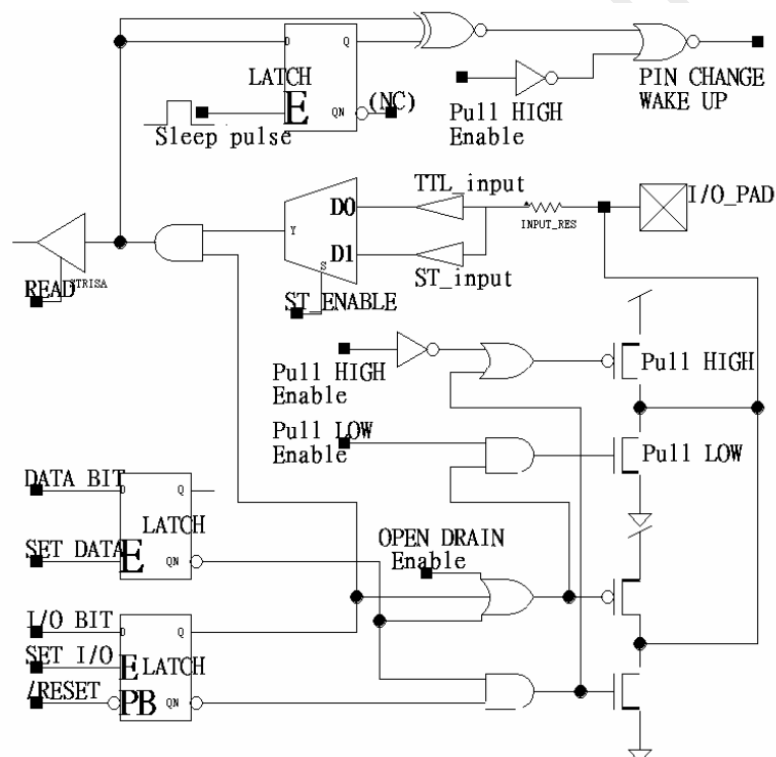 D
Q
LATCH
E
QN
(NC)
Sleep pulse
Pull HIGH
Enable
PIN CHANGE
WAKE UP
TTL_input
D0
Y
D1
S
INPUT_RES
I/O_PAD
ST_input
READ
XTRISA
ST_ENABLE
Pull HIGH
Enable
Pull HIGH
Pull LOW
Enable
Pull LOW
DATA BIT
D
Q
LATCH
SET DATA
E
QN
OPEN DRAIN
Enable
I/O BIT
D
Q
SET I/O
E
LATCH
/RESET
PB
QN